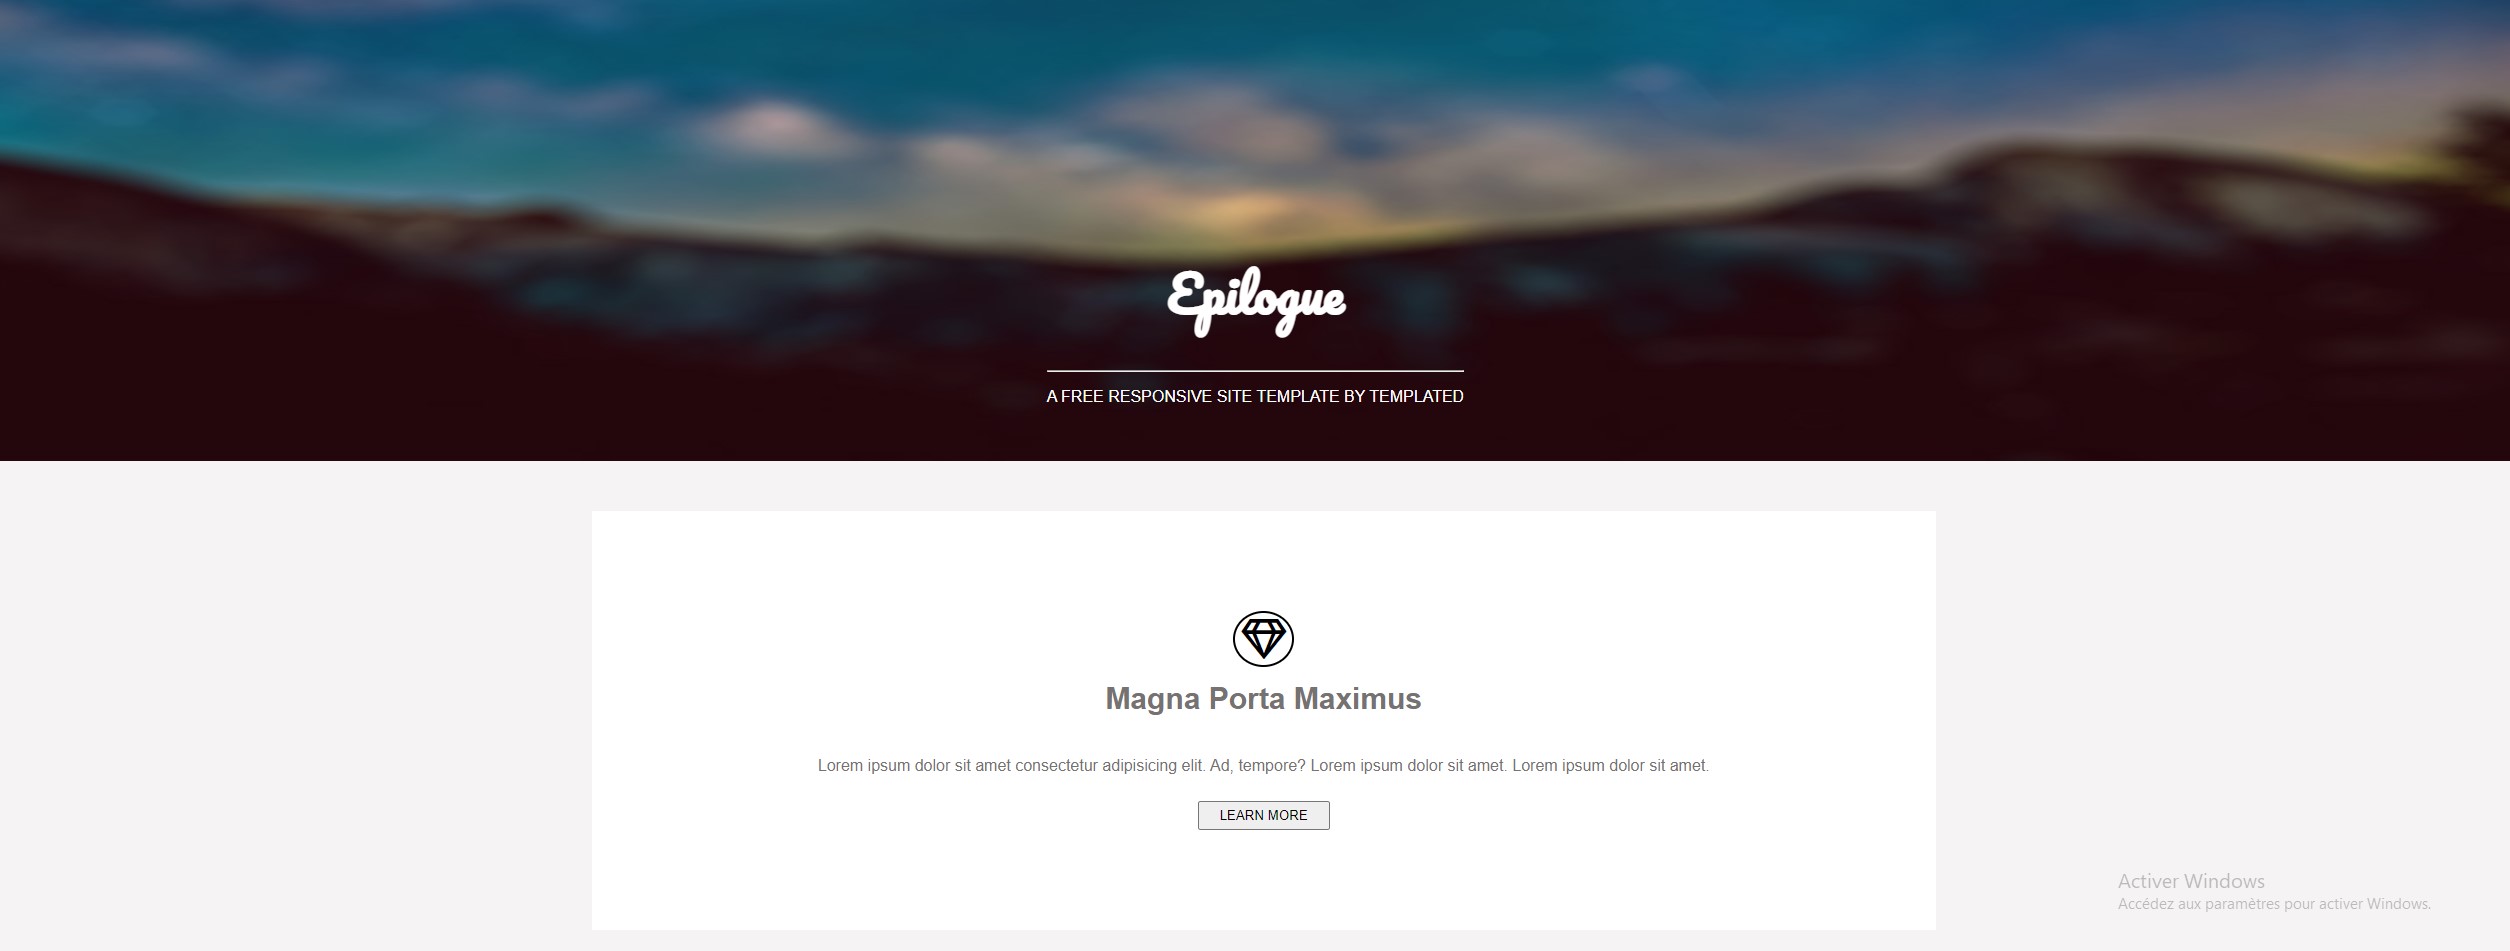 Epilogue
A FREE RESPONSIVE SITE TEMPLATE BY TEMPLATED
Magna Porta Maximus
Lorem ipsum dolor sit amet consectetur adipisicing elit. Ad, tempore? Lorem ipsum dolor sit amet. Lorem ipsum dolor sit amet.
LEARN MORE
Activer Windows
Accédez aux paramètres pour activer Windows.